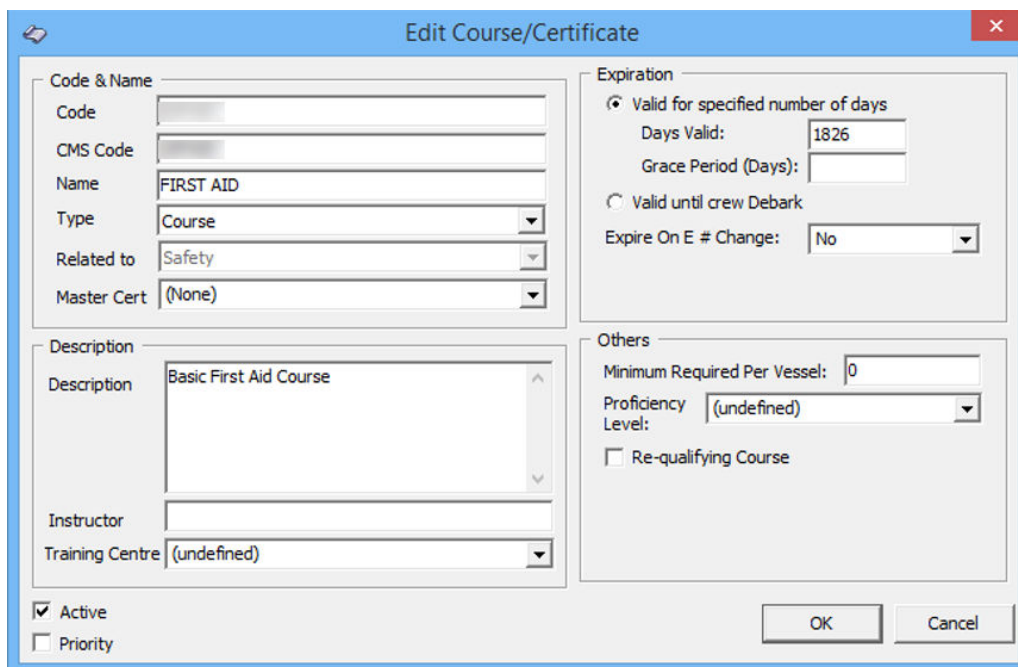 Edit Course/Certificate
Code & Name
Code
CMS Code
Name
FIRST AID
Type
Course
Related to
Safety
Master Cert
(None)
Description
Description
Basic First Aid Course
Instructor
Training Centre
(undefined)
Active
Priority
Expiration
Valid for specified number of days
Days Valid:
1826
Grace Period (Days):
Valid until crew Debark
Expire On E # Change:
No
Others
Minimum Required Per Vessel:
0
Proficiency
Level:
(undefined)
Re-qualifying Course
OK
Cancel